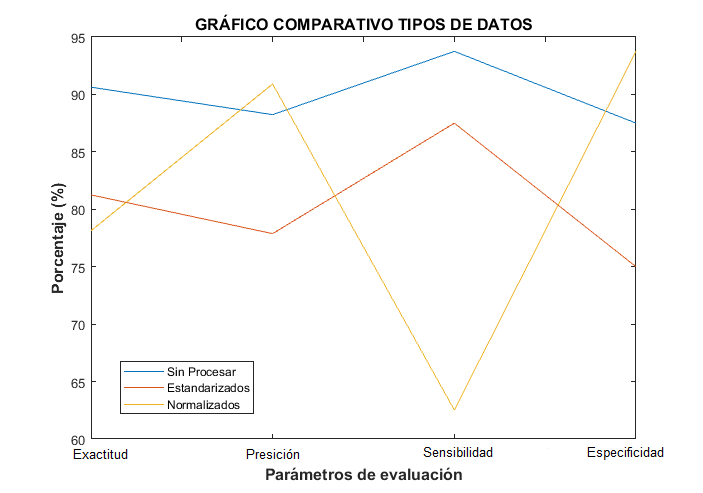 GRÁFICO COMPARATIVO TIPOS DE DATOS
95
90
85
80
75
70
65
60
Porcentaje (%)
Sin Procesar
Estandarizados
Normalizados
Exactitud Presición Sensibilidad Especificidad
Parámetros de evaluación